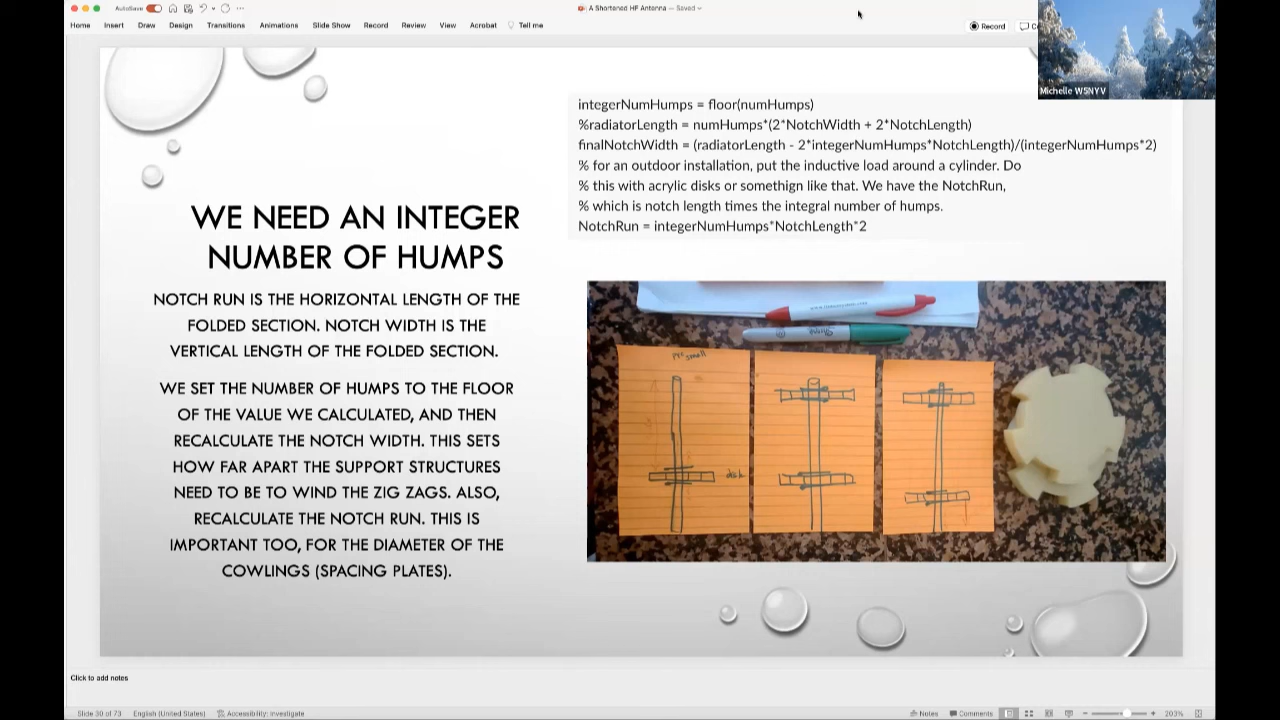 AutoSave
A Shortened HF Antenna — Saved
Home Insert Draw Design Transitions Animations Slide Show Record Review View Acrobat Tell me
Record
Michelle W5NYV
integerNumHumps = floor(numHumps)
%radiatorLength = numHumps*(2*NotchWidth + 2*NotchLength)
finalNotchWidth = (radiatorLength - 2*integerNumHumps*NotchLength)/(integerNumHumps*2)
% for an outdoor installation, put the inductive load around a cylinder. Do
% this with acrylic disks or somethign like that. We have the NotchRun,
% which is notch length times the integral number of humps.
NotchRun = integerNumHumps*NotchLength*2
WE NEED AN INTEGER
NUMBER OF HUMPS
NOTCH RUN IS THE HORIZONTAL LENGTH OF THE
FOLDED SECTION. NOTCH WIDTH IS THE
VERTICAL LENGTH OF THE FOLDED SECTION.
WE SET THE NUMBER OF HUMPS TO THE FLOOR
OF THE VALUE WE CALCULATED, AND THEN
RECALCULATE THE NOTCH WIDTH. THIS SETS
HOW FAR APART THE SUPPORT STRUCTURES
NEED TO BE TO WIND THE ZIG ZAGS. ALSO,
RECALCULATE THE NOTCH RUN. THIS IS
IMPORTANT TOO, FOR THE DIAMETER OF THE
COWLINGS (SPACING PLATES).
PVC small
disk
Click to add notes
Slide 30 of 73 English (United States) Accessibility: Investigate Notes Comments 203%